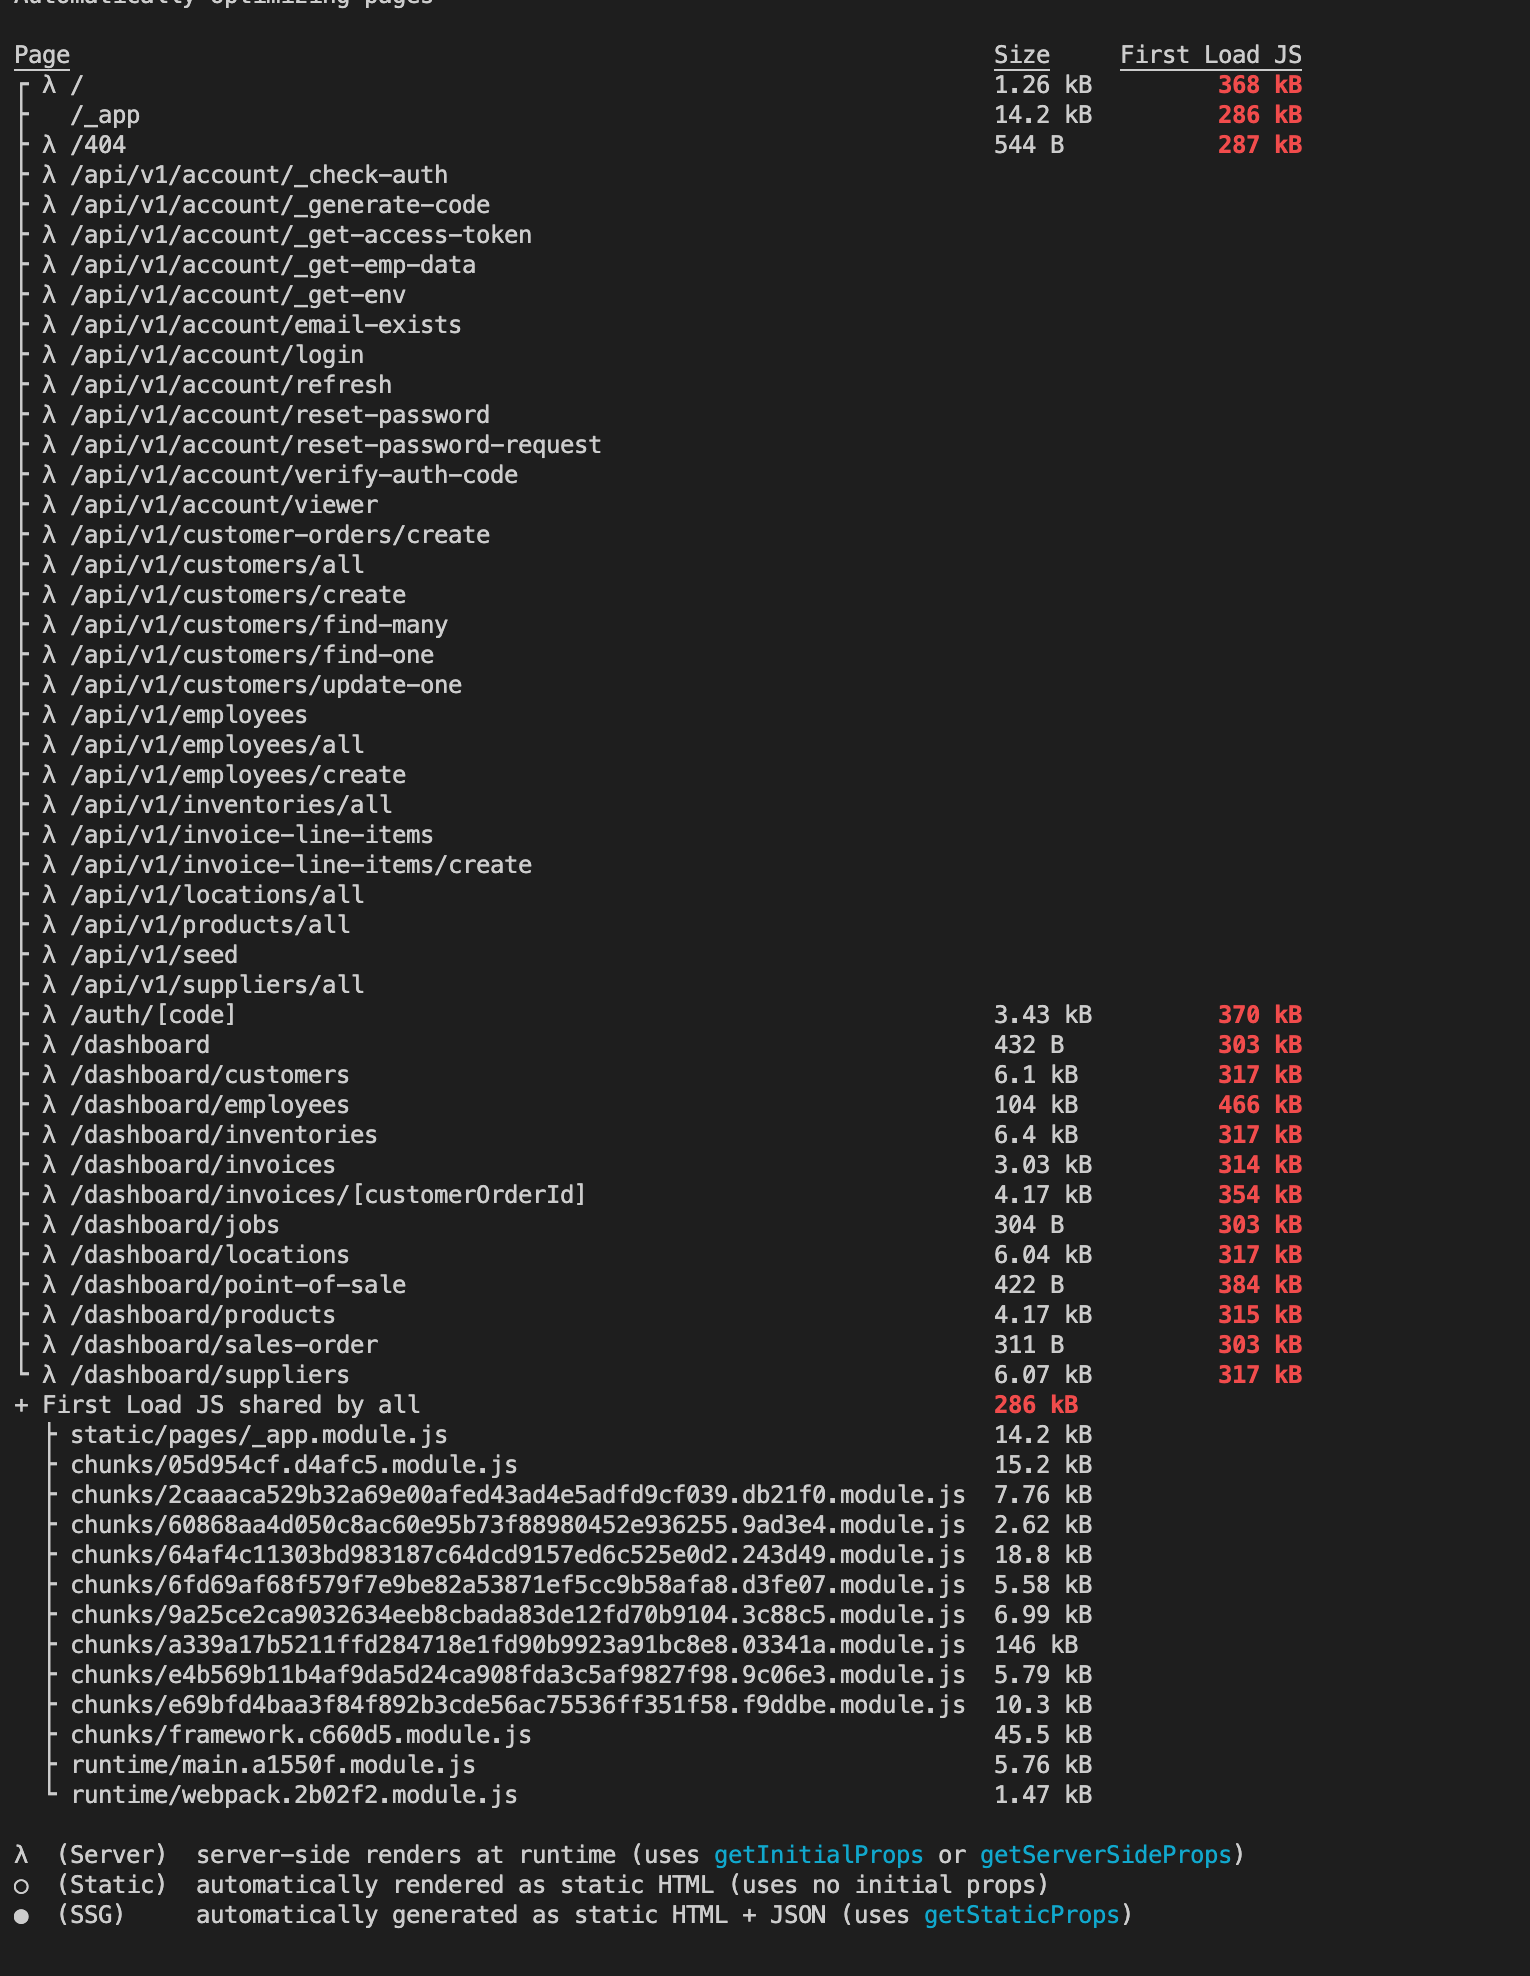 Automatically optimizing pages
Page Size First Load JS
┌ λ / 1.26 kB 368 kB
├ /_app 14.2 kB 286 kB
├ λ /404 544 B 287 kB
├ λ /api/v1/account/_check-auth
├ λ /api/v1/account/_generate-code
├ λ /api/v1/account/_get-access-token
├ λ /api/v1/account/_get-emp-data
├ λ /api/v1/account/_get-env
├ λ /api/v1/account/email-exists
├ λ /api/v1/account/login
├ λ /api/v1/account/refresh
├ λ /api/v1/account/reset-password
├ λ /api/v1/account/reset-password-request
├ λ /api/v1/account/verify-auth-code
├ λ /api/v1/account/viewer
├ λ /api/v1/customer-orders/create
├ λ /api/v1/customers/all
├ λ /api/v1/customers/create
├ λ /api/v1/customers/find-many
├ λ /api/v1/customers/find-one
├ λ /api/v1/customers/update-one
├ λ /api/v1/employees
├ λ /api/v1/employees/all
├ λ /api/v1/employees/create
├ λ /api/v1/inventories/all
├ λ /api/v1/invoice-line-items
├ λ /api/v1/invoice-line-items/create
├ λ /api/v1/locations/all
├ λ /api/v1/products/all
├ λ /api/v1/seed
├ λ /api/v1/suppliers/all
├ λ /auth/[code] 3.43 kB 370 kB
├ λ /dashboard 432 B 303 kB
├ λ /dashboard/customers 6.1 kB 317 kB
├ λ /dashboard/employees 104 kB 466 kB
├ λ /dashboard/inventories 6.4 kB 317 kB
├ λ /dashboard/invoices 3.03 kB 314 kB
├ λ /dashboard/invoices/[customerOrderId] 4.17 kB 354 kB
├ λ /dashboard/jobs 304 B 303 kB
├ λ /dashboard/locations 6.04 kB 317 kB
├ λ /dashboard/point-of-sale 422 B 384 kB
├ λ /dashboard/products 4.17 kB 315 kB
├ λ /dashboard/sales-order 311 B 303 kB
└ λ /dashboard/suppliers 6.07 kB 317 kB
+ First Load JS shared by all 286 kB
├ static/pages/_app.module.js 14.2 kB
├ chunks/05d954cf.d4afc5.module.js 15.2 kB
├ chunks/2caaaca529b32a69e00afed43ad4e5adfd9cf039.db21f0.module.js 7.76 kB
├ chunks/60868aa4d050c8ac60e95b73f88980452e936255.9ad3e4.module.js 2.62 kB
├ chunks/64af4c11303bd983187c64dcd9157ed6c525e0d2.243d49.module.js 18.8 kB
├ chunks/6fd69af68f579f7e9be82a53871ef5cc9b58afa8.d3fe07.module.js 5.58 kB
├ chunks/9a25ce2ca9032634eeb8cbada83de12fd70b9104.3c88c5.module.js 6.99 kB
├ chunks/a339a17b5211ffd284718e1fd90b9923a91bc8e8.03341a.module.js 146 kB
├ chunks/e4b569b11b4af9da5d24ca908fda3c5af9827f98.9c06e3.module.js 5.79 kB
├ chunks/e69bfd4baa3f84f892b3cde56ac75536ff351f58.f9ddbe.module.js 10.3 kB
├ chunks/framework.c660d5.module.js 45.5 kB
├ runtime/main.a1550f.module.js 5.76 kB
└ runtime/webpack.2b02f2.module.js 1.47 kB
λ (Server) server-side renders at runtime (uses getInitialProps or getServerSideProps)
○ (Static) automatically rendered as static HTML (uses no initial props)
● (SSG) automatically generated as static HTML + JSON (uses getStaticProps)